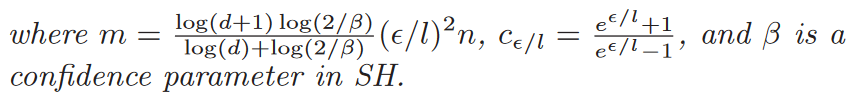 where $m = \frac{\log(d+1)\log(2/\beta)}{\log(d)+\log(2/\beta)}(\epsilon/l)^2 n$, $c_{\epsilon/l} = \frac{e^{\epsilon/l}+1}{e^{\epsilon/l}-1}$, and $\beta$ is a
confidence parameter in SH.